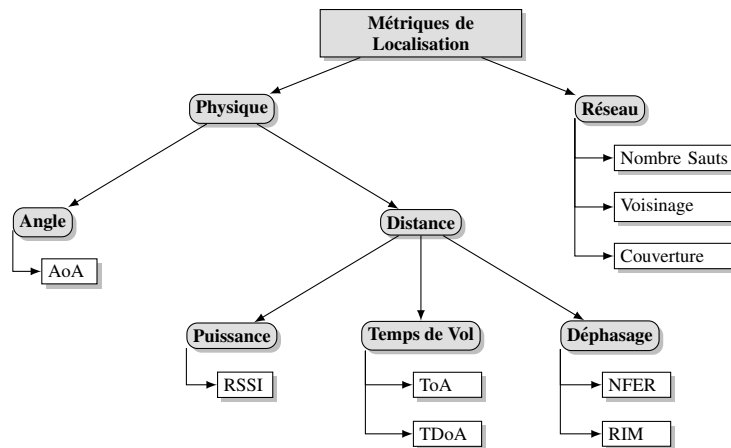 Métriques de
Localisation
Physique
Réseau
Nombre Sauts
Voisinage
Couverture
Angle
AoA
Distance
Puissance
RSSI
Temps de Vol
ToA
TDoA
Déphasage
NFER
RIM